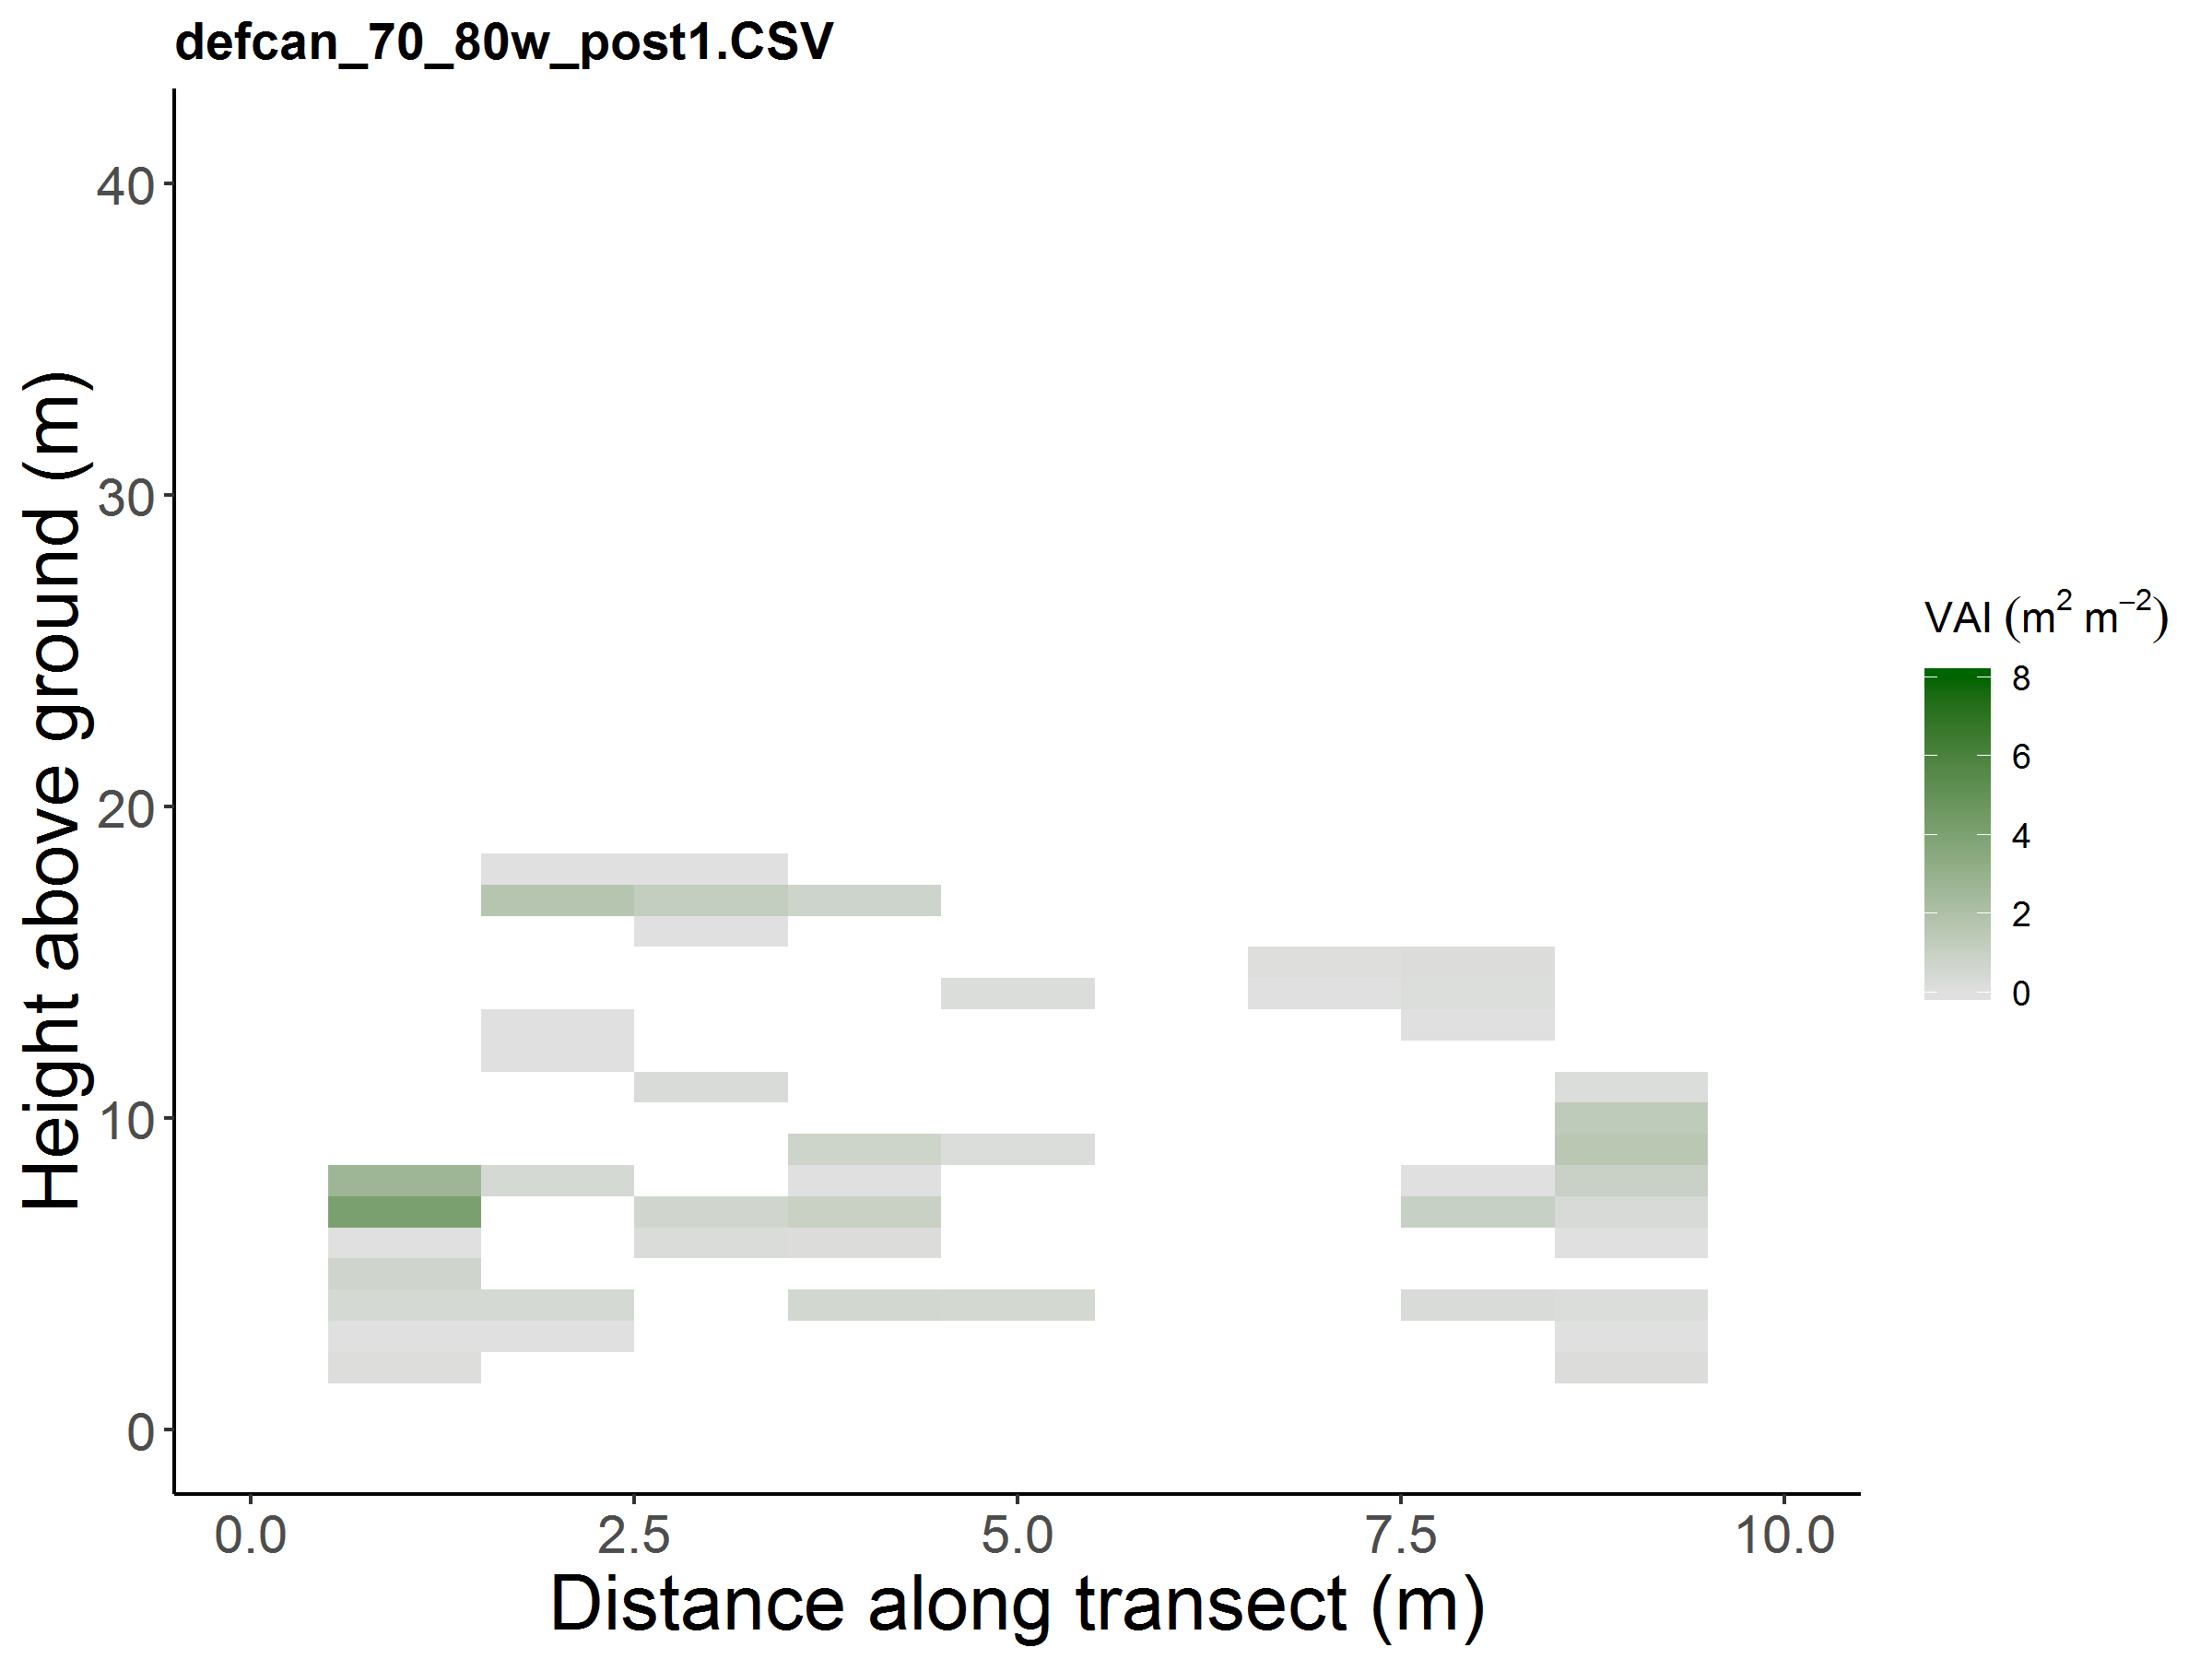 defcan_70_80w_post1.CSV
Height above ground (m)
40
30
20
10
0
0.0 2.5 5.0 7.5 10.0
Distance along transect (m)
VAI (m² m⁻²)
8
6
4
2
0